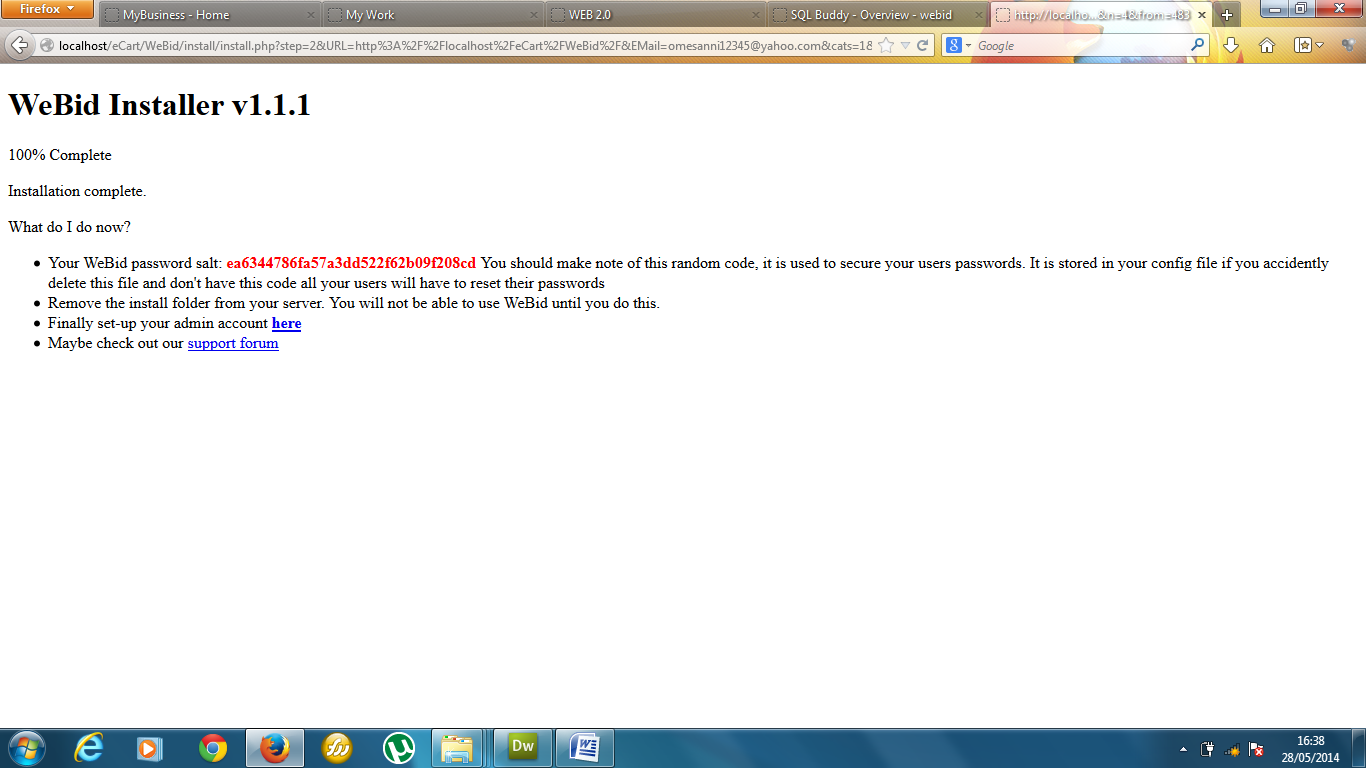 Firefox
MyBusiness - Home
My Work
WEB 2.0
SQL Buddy - Overview - webid
http://localho...&n=4&from=483
localhost/eCart/WeBid/install/install.php?step=2&URL=http%3A%2F%2Flocalhost%2FeCart%2FWeBid%2F&EMail=omesanni12345@yahoo.com&cats=18
Google
WeBid Installer v1.1.1
100% Complete
Installation complete.
What do I do now?
Your WeBid password salt: ea6344786fa57a3dd522f62b09f208cd You should make note of this random code, it is used to secure your users passwords. It is stored in your config file if you accidently
delete this file and don't have this code all your users will have to reset their passwords
Remove the install folder from your server. You will not be able to use WeBid until you do this.
Finally set-up your admin account here
Maybe check out our support forum
Dw
16:38
28/05/2014